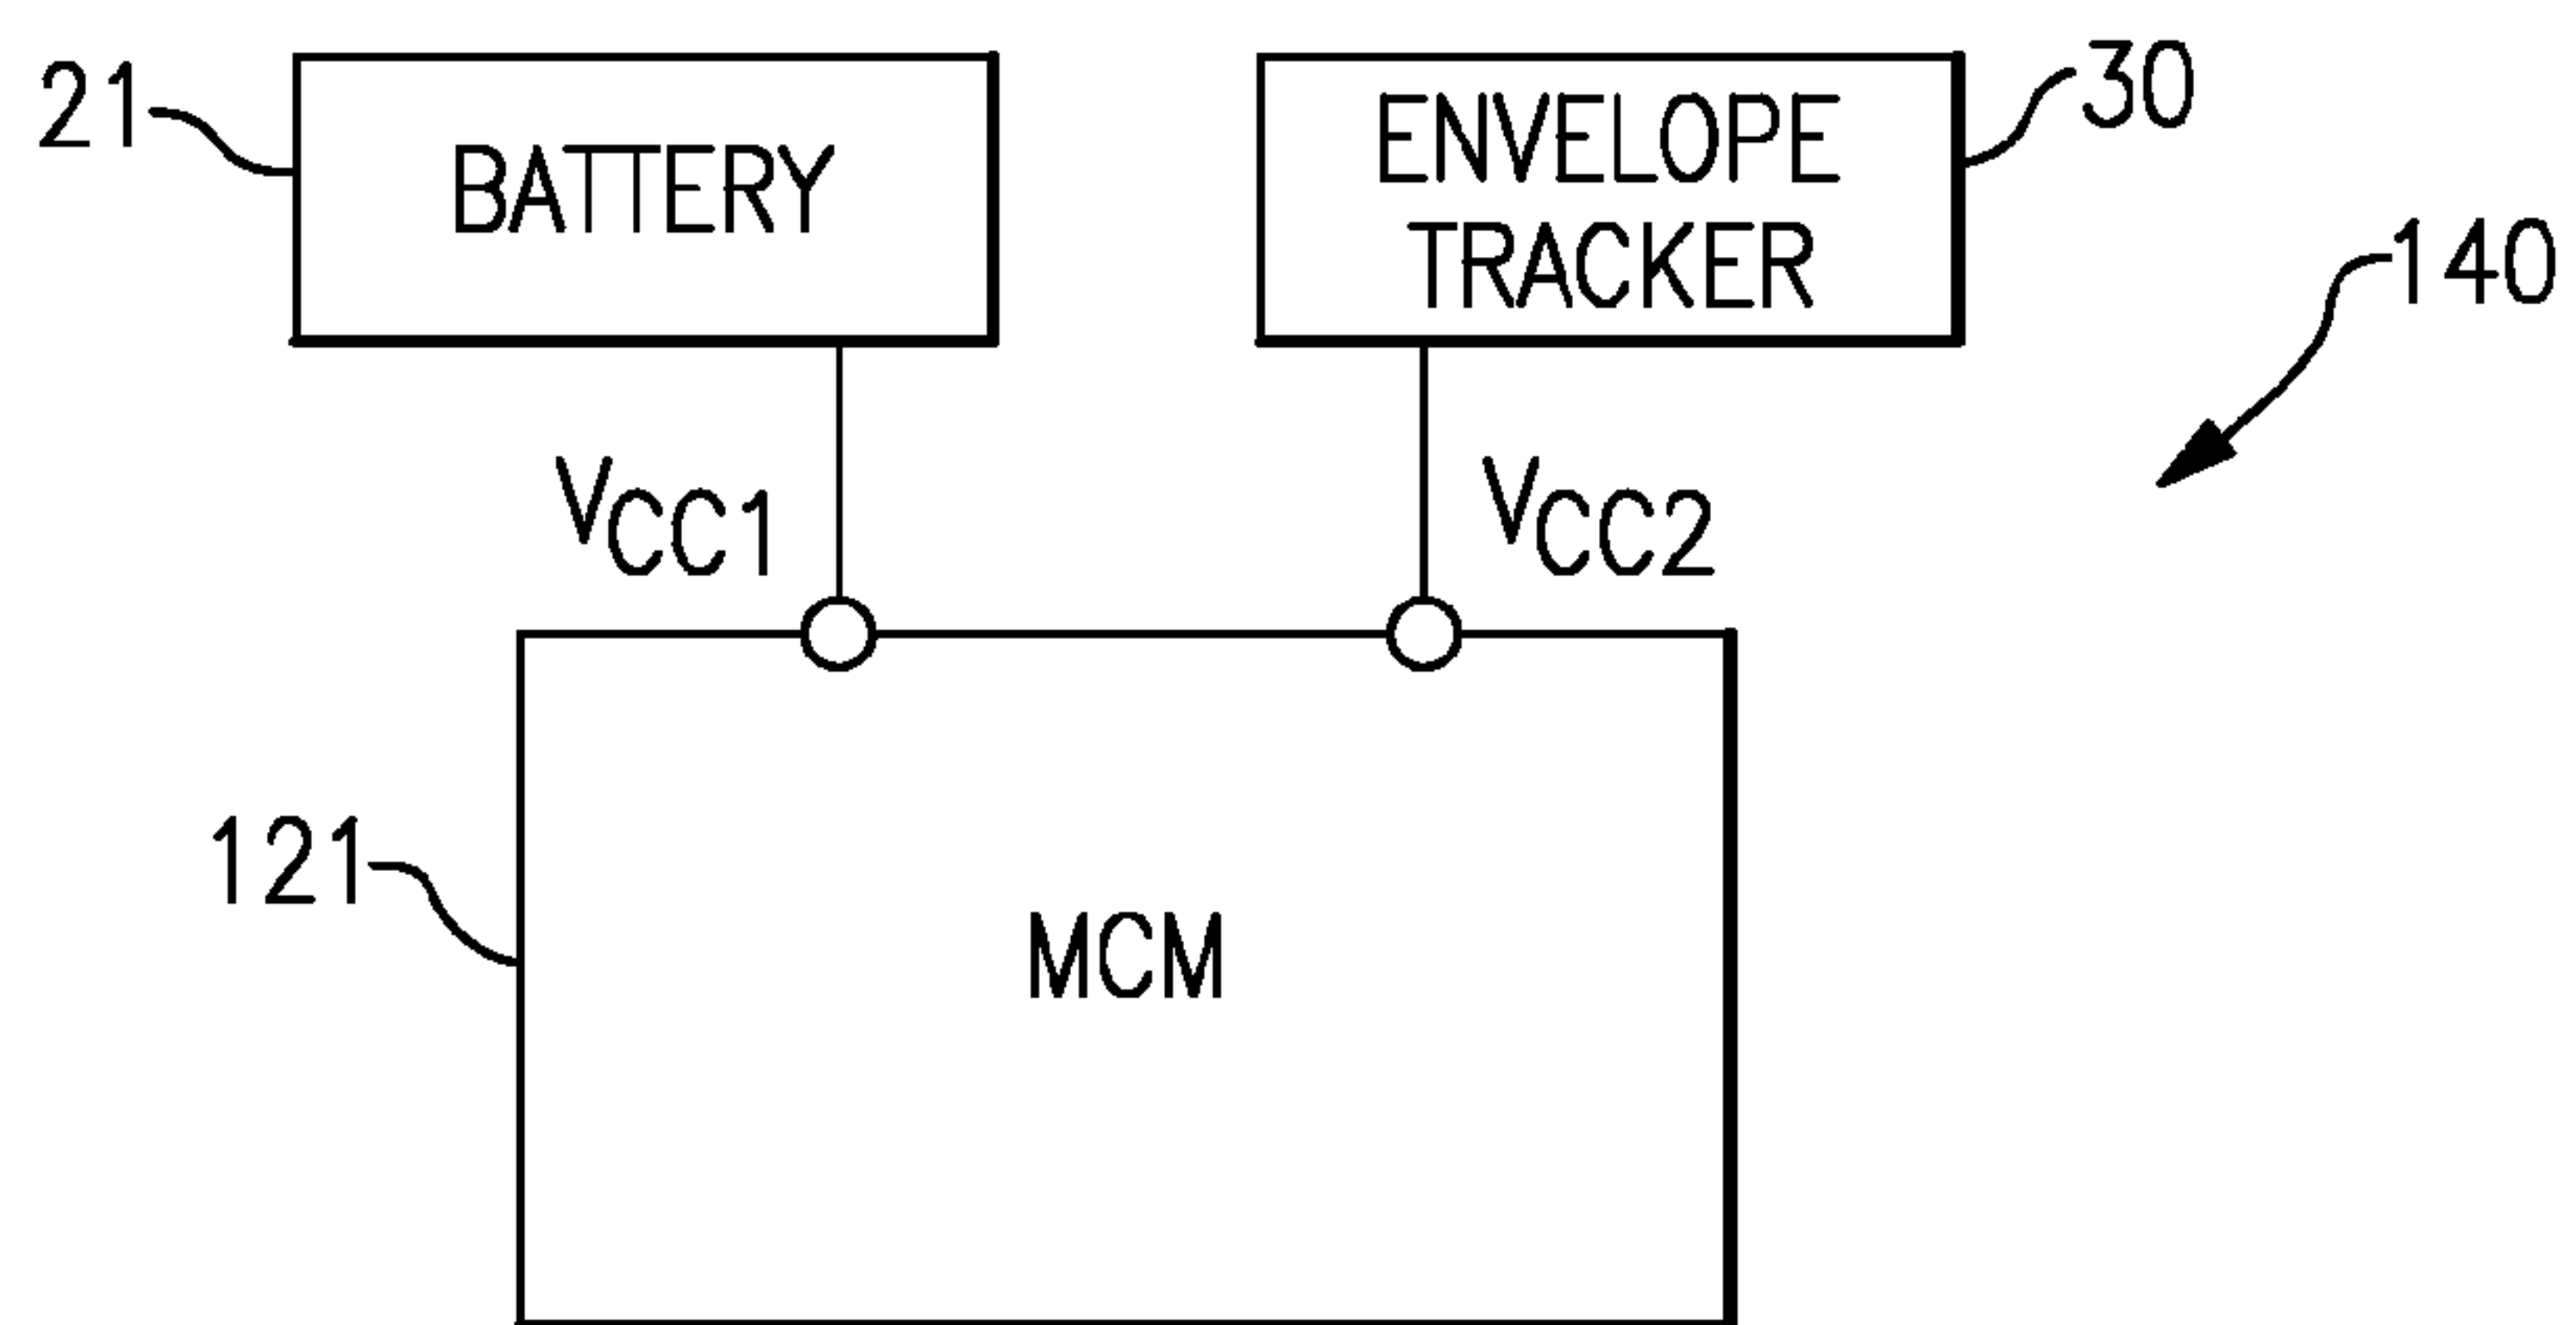 21
BATTERY
ENVELOPE
TRACKER
30
140
VCC1
VCC2
121
MCM